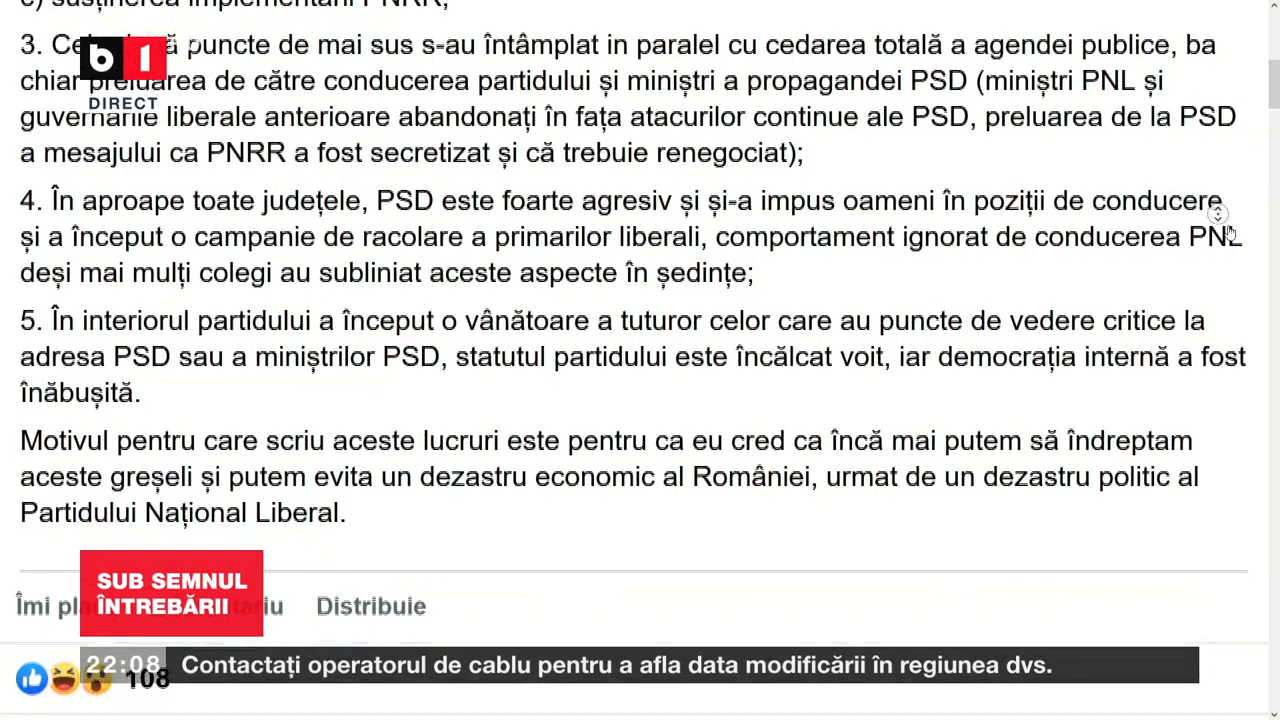 e) susținerea implementării PNRR;
3. puncte de mai sus s-au întâmplat in paralel cu cedarea totală a agendei publice, ba
chiar preluarea de către conducerea partidului și miniștri a propagandei PSD (miniștri PNL și
guvernările liberale anterioare abandonați în fața atacurilor continue ale PSD, preluarea de la PSD
a mesajului ca PNRR a fost secretizat și că trebuie renegociat);
4. În aproape toate județele, PSD este foarte agresiv și și-a impus oameni în poziții de conducere
și a început o campanie de racolare a primarilor liberali, comportament ignorat de conducerea PNL
deși mai mulți colegi au subliniat aceste aspecte în ședințe;
5. În interiorul partidului a început o vânătoare a tuturor celor care au puncte de vedere critice la
adresa PSD sau a miniștrilor PSD, statutul partidului este încălcat voit, iar democrația internă a fost
înăbușită.
Motivul pentru care scriu aceste lucruri este pentru ca eu cred ca încă mai putem să îndreptam
aceste greșeli și putem evita un dezastru economic al României, urmat de un dezastru politic al
Partidului Național Liberal.
b1
DIRECT
SUB SEMNUL
ÎNTREBĂRII
Îmi Distribuie
22:08 Contactați operatorul de cablu pentru a afla data modificării în regiunea dvs.
108